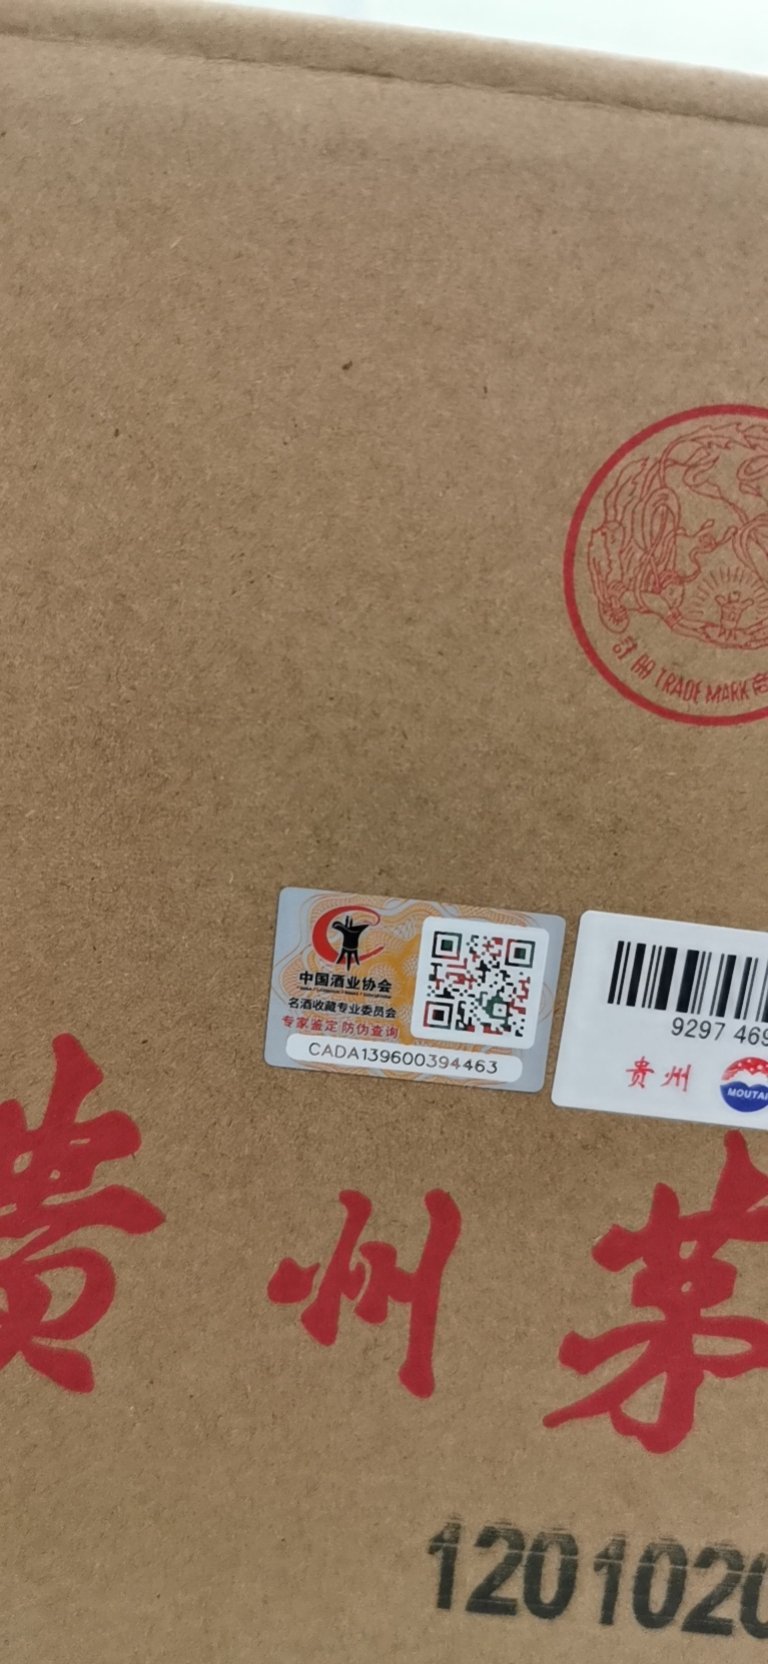 注册 TRADE MARK
中国酒业协会
名酒收藏专业委员会
专家鉴定 防伪查询
CADA139600394463
9297 469
贵州
MOUTAI
贵州茅
1201020